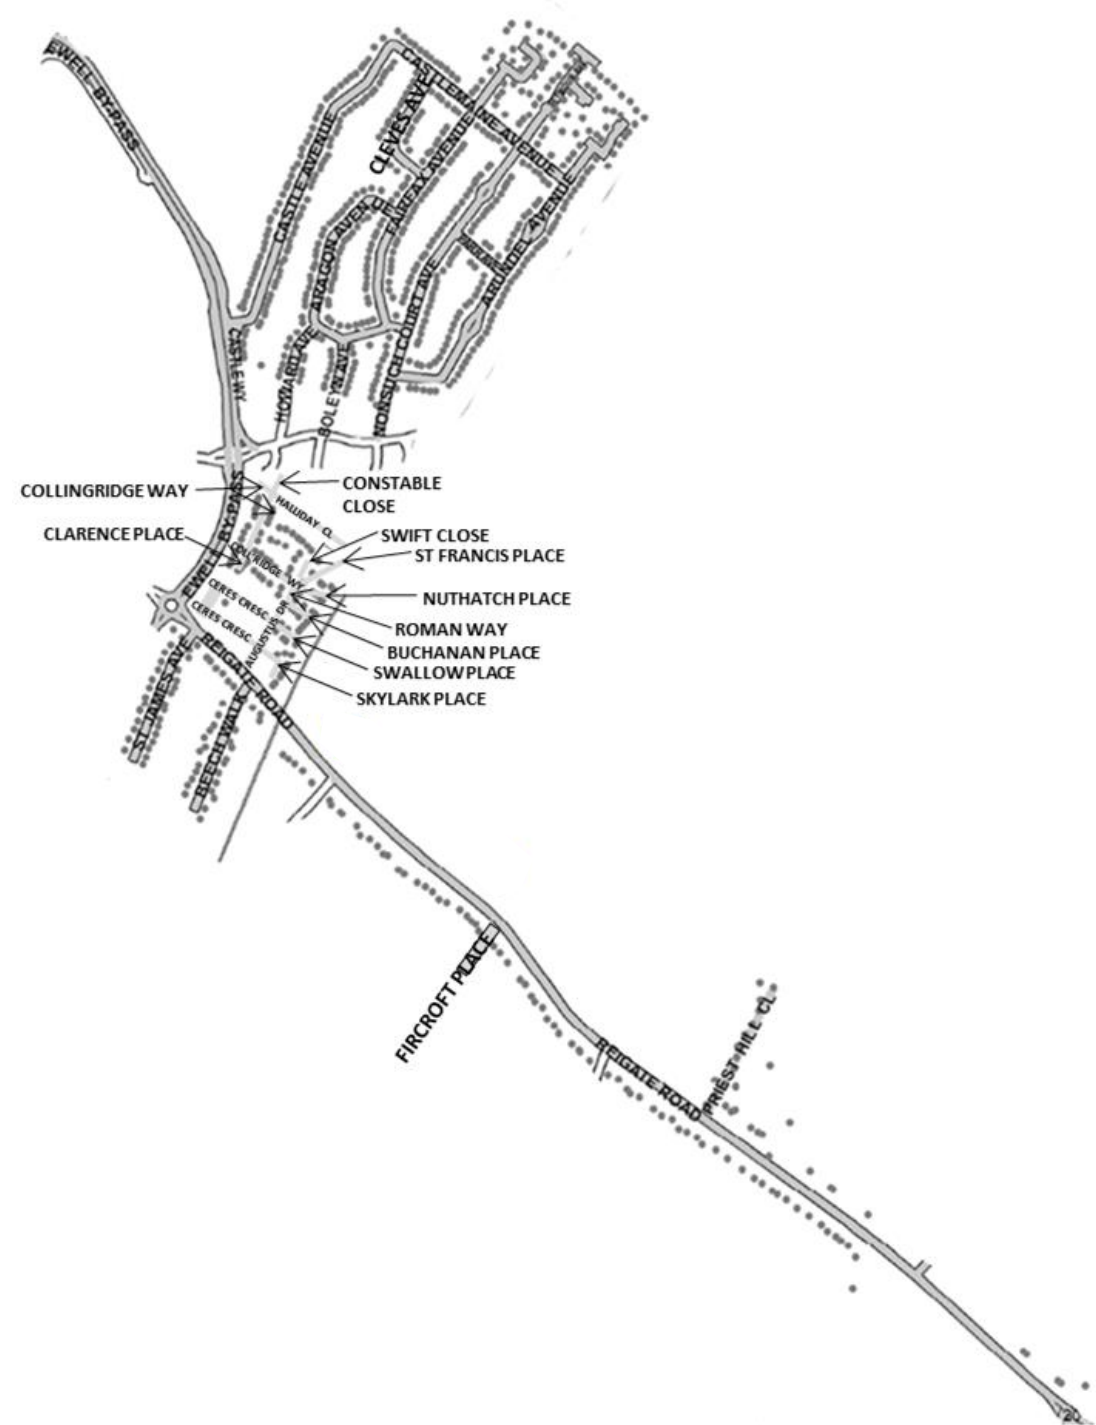 EWELL BY-PASS
CASTLEMAINE AVENUE
CLEVES AVE
CASTLE AVENUE
FAIRFAX AVENUE
ARAGON AVENUE
ARUNDEL AVENUE
NONSUCH COURT AVE
CASTLE WY
HOWARD AVE
BOLEYN AVE
COLLINGRIDGE WAY
CONSTABLE
CLOSE
HALLIDAY CL
EWELL BY-PASS
CLARENCE PLACE
SWIFT CLOSE
ST FRANCIS PLACE
CERES CRESC
NUTHATCH PLACE
CERES CRESC
AUGUSTUS DR
ROMAN WAY
BUCHANAN PLACE
SWALLOW PLACE
SKYLARK PLACE
REIGATE ROAD
ST JAMES AVE
BEECH WALK
FIRCROFT PLACE
REIGATE ROAD
PRIEST HILL CL